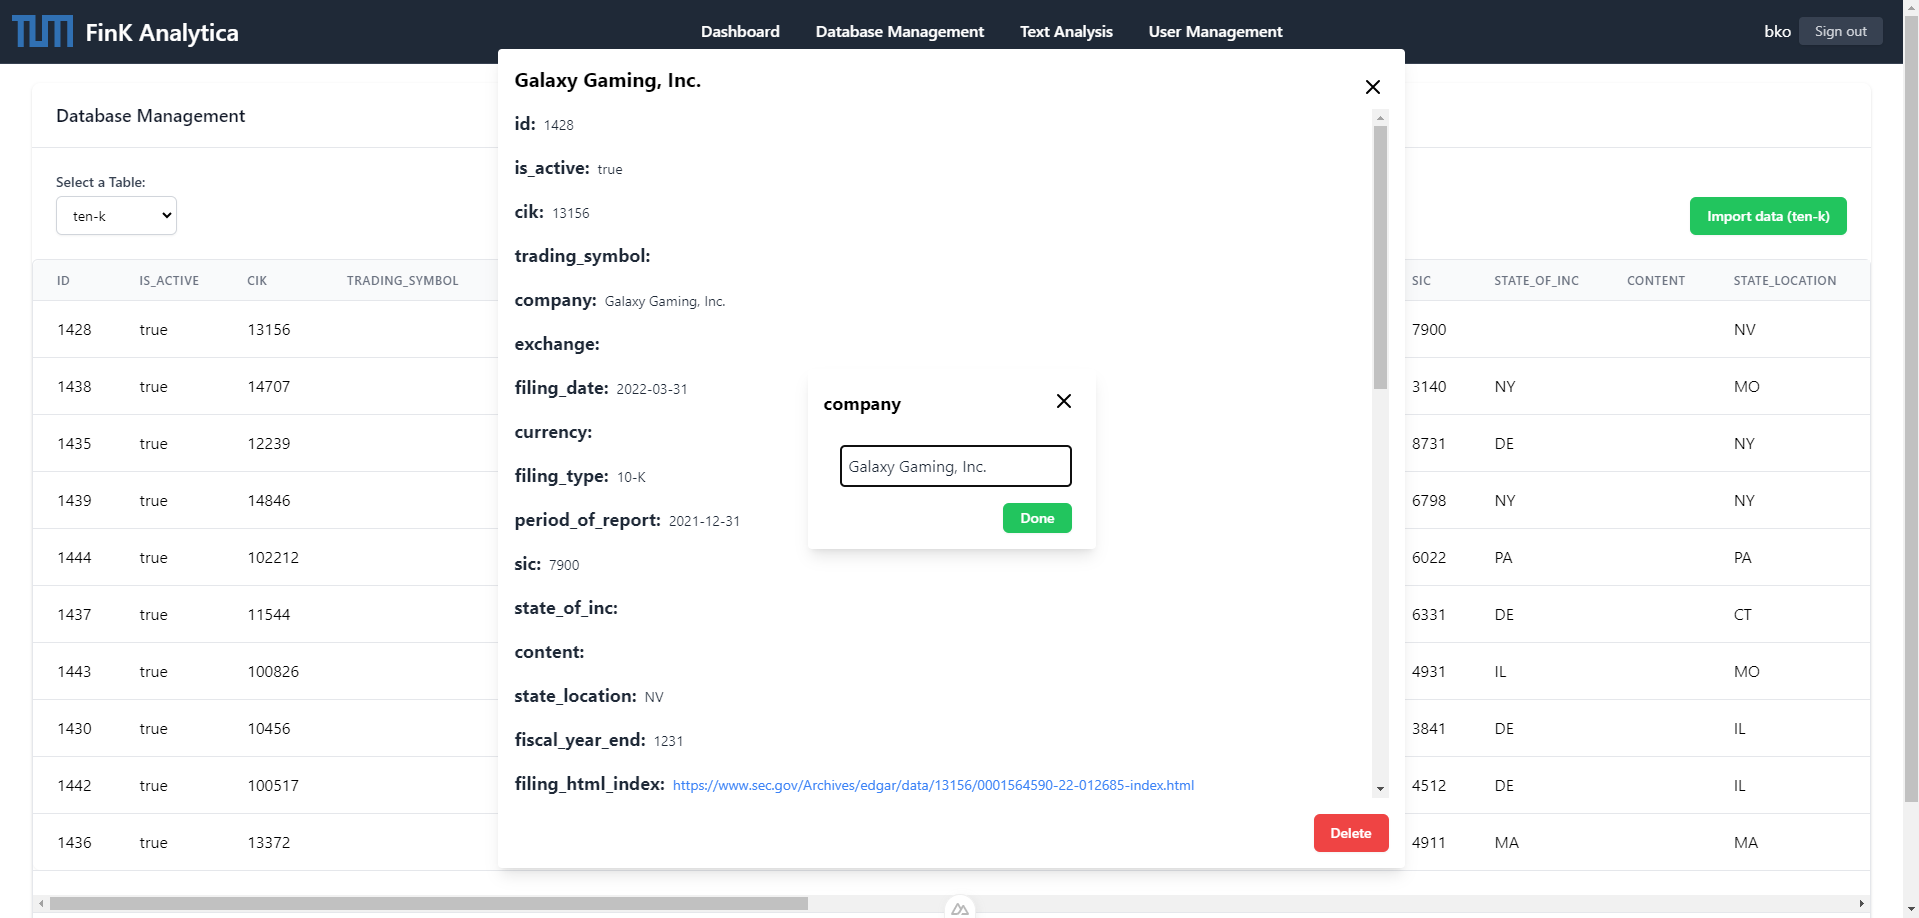 TUM FinK Analytica Dashboard Database Management Text Analysis User Management bko Sign out
Galaxy Gaming, Inc.
id: 1428
is_active: true
cik: 13156
trading_symbol:
company: Galaxy Gaming, Inc.
exchange:
filing_date: 2022-03-31
currency:
filing_type: 10-K
period_of_report: 2021-12-31
sic: 7900
state_of_inc:
content:
state_location: NV
fiscal_year_end: 1231
filing_html_index: https://www.sec.gov/Archives/edgar/data/13156/0001564590-22-012685-index.html
Delete
company
Galaxy Gaming, Inc.
Done
Database Management
Select a Table:
ten-k
Import data (ten-k)
ID IS_ACTIVE CIK TRADING_SYMBOL SIC STATE_OF_INC CONTENT STATE_LOCATION
1428 true 13156 7900 NV
1438 true 14707 3140 NY MO
1435 true 12239 8731 DE NY
1439 true 14846 6798 NY NY
1444 true 102212 6022 PA PA
1437 true 11544 6331 DE CT
1443 true 100826 4931 IL MO
1430 true 10456 3841 DE IL
1442 true 100517 4512 DE IL
1436 true 13372 4911 MA MA